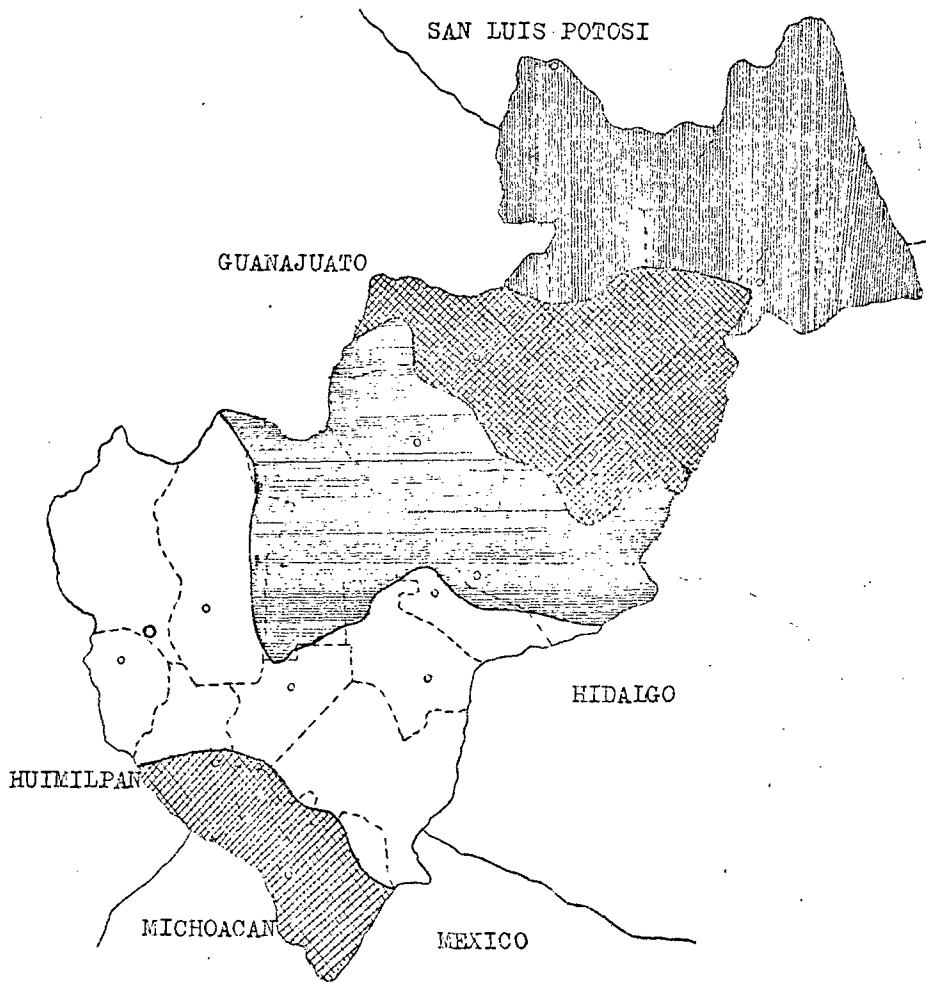 SAN LUIS POTOSI
GUANAJUATO
HIDALGO
HUIMILPAN
MICHOACAN
MEXICO